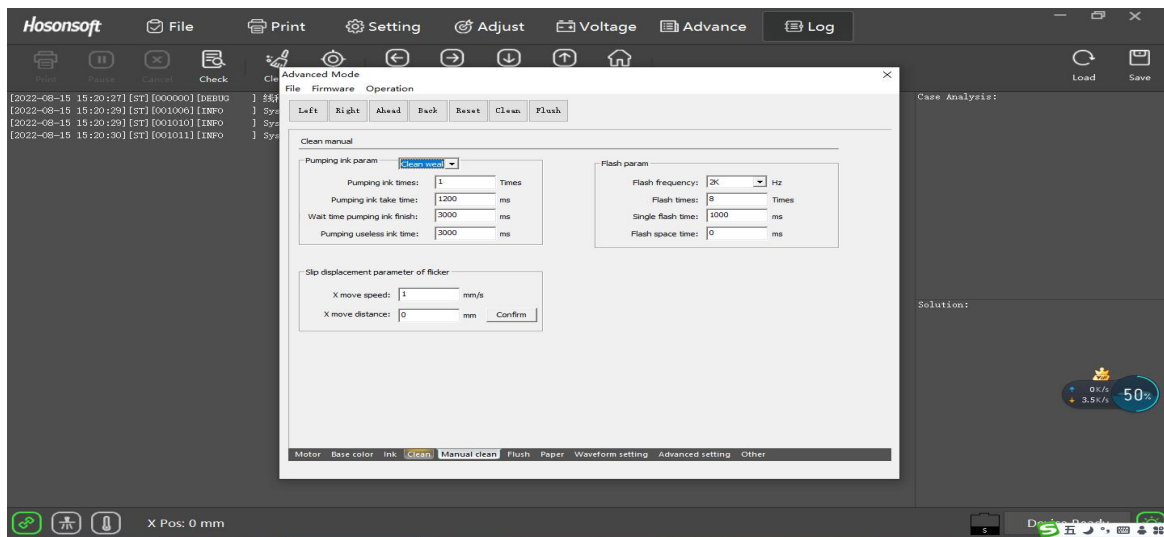 Hosonsoft File Print Setting Adjust Voltage Advance Log
Print Pause Cancel Check Load Save
Advanced Mode
File Firmware Operation
Left Right Ahead Back Reset Clean Flush
[2022-08-15 15:20:27][ST][000000][DEBUG ] 线程
[2022-08-15 15:20:29][ST][001006][INFO ] Sys
[2022-08-15 15:20:29][ST][001010][INFO ] Sys
[2022-08-15 15:20:30][ST][001011][INFO ] Sys
Clean manual
Pumping ink param Clean weal
Pumping ink times: 1 Times
Pumping ink take time: 1200 ms
Wait time pumping ink finish: 3000 ms
Pumping useless ink time: 3000 ms
Flash param
Flash frequency: 2K Hz
Flash times: 8 Times
Single flash time: 1000 ms
Flash space time: 0 ms
Slip displacement parameter of flicker
X move speed: 1 mm/s
X move distance: 0 mm Confirm
Motor Base color Ink Clean Manual clean Flush Paper Waveform setting Advanced setting Other
Case Analysis:
Solution:
0K/s
3.5K/s
50%
X Pos: 0 mm
S
S 五